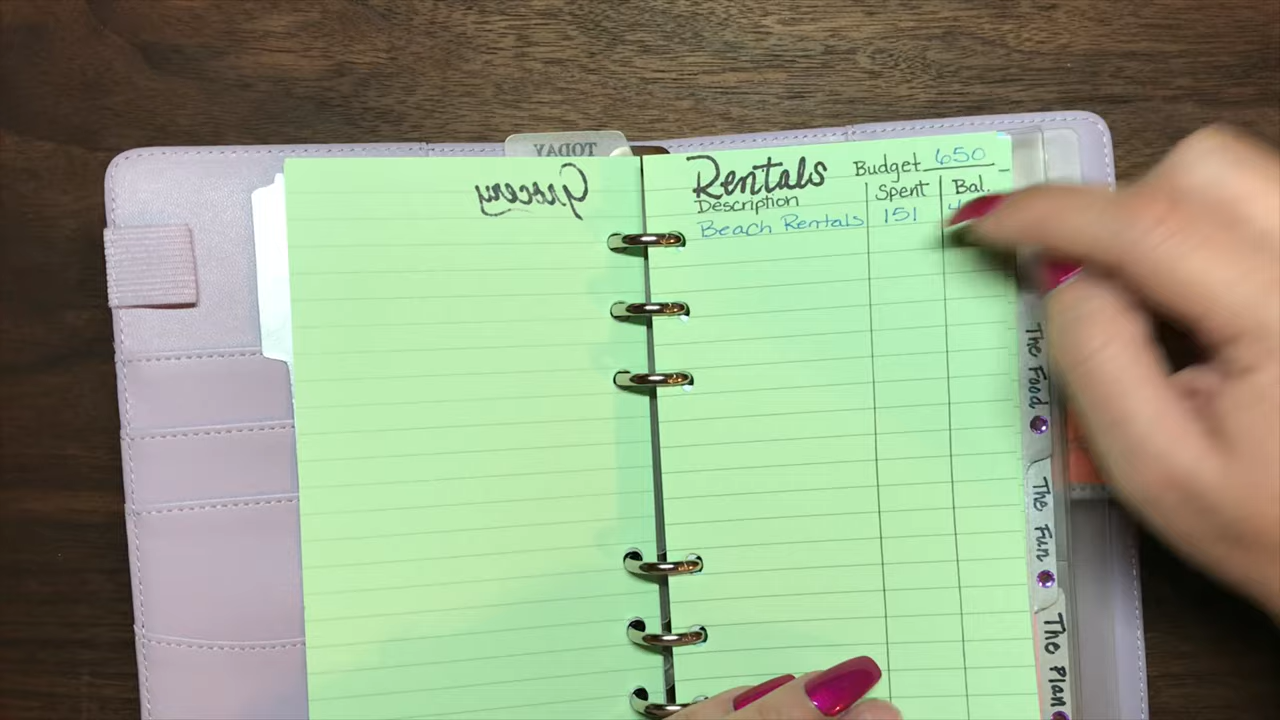 TODAY
Grocery
Rentals
Budget 650
Description Spent Bal.
Beach Rentals 151
The Food
The Fun
The Plan